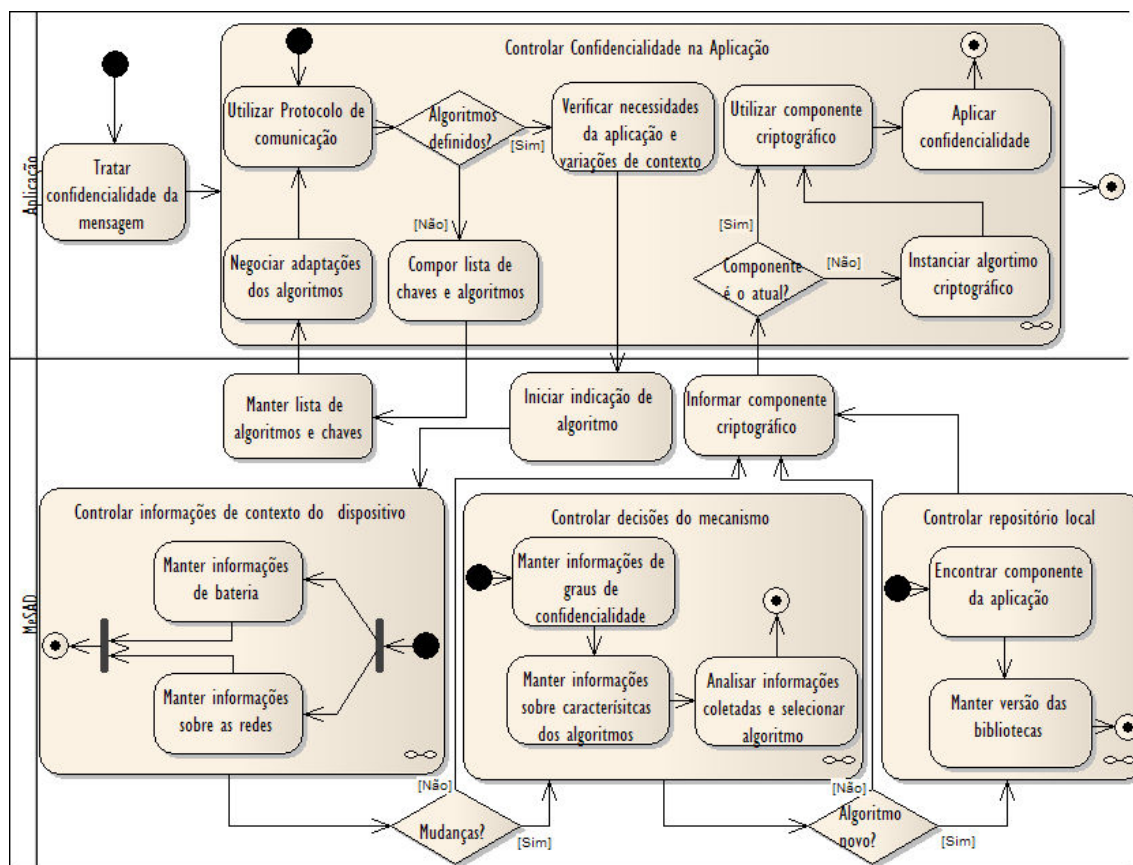 Aplicação
Controlar Confidencialidade na Aplicação
Utilizar Protocolo de
comunicação
Algoritmos
definidos?
[Sim]
Verificar necessidades
da aplicação e
variações de contexto
Utilizar componente
criptográfico
Aplicar
confidencialidade
Tratar
confidencialidade da
mensagem
[Não]
[Sim]
Negociar adaptações
dos algoritmos
Compor lista de
chaves e algoritmos
Componente
é o atual?
[Não]
Instanciar algortimo
criptográfico
MeSAD
Manter lista de
algoritmos e chaves
Iniciar indicação de
algoritmo
Informar componente
criptográfico
Controlar informações de contexto do dispositivo
Manter informações
de bateria
Manter informações
sobre as redes
Controlar decisões do mecanismo
Manter informações de
graus de
confidencialidade
Manter informações
sobre caracterísitcas
dos algoritmos
Analisar informações
coletadas e selecionar
algoritmo
Controlar repositório local
Encontrar componente
da aplicação
Manter versão das
bibliotecas
[Não]
Mudanças?
[Sim]
[Não]
Algoritmo
novo?
[Sim]